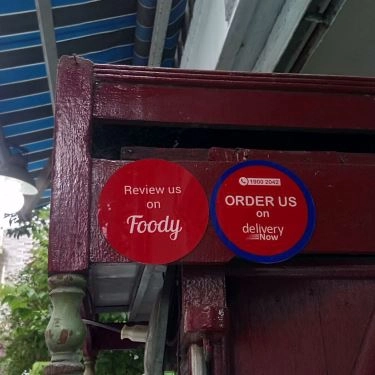 Review us
on
Foody
1900 2042
ORDER US
on
delivery
Now